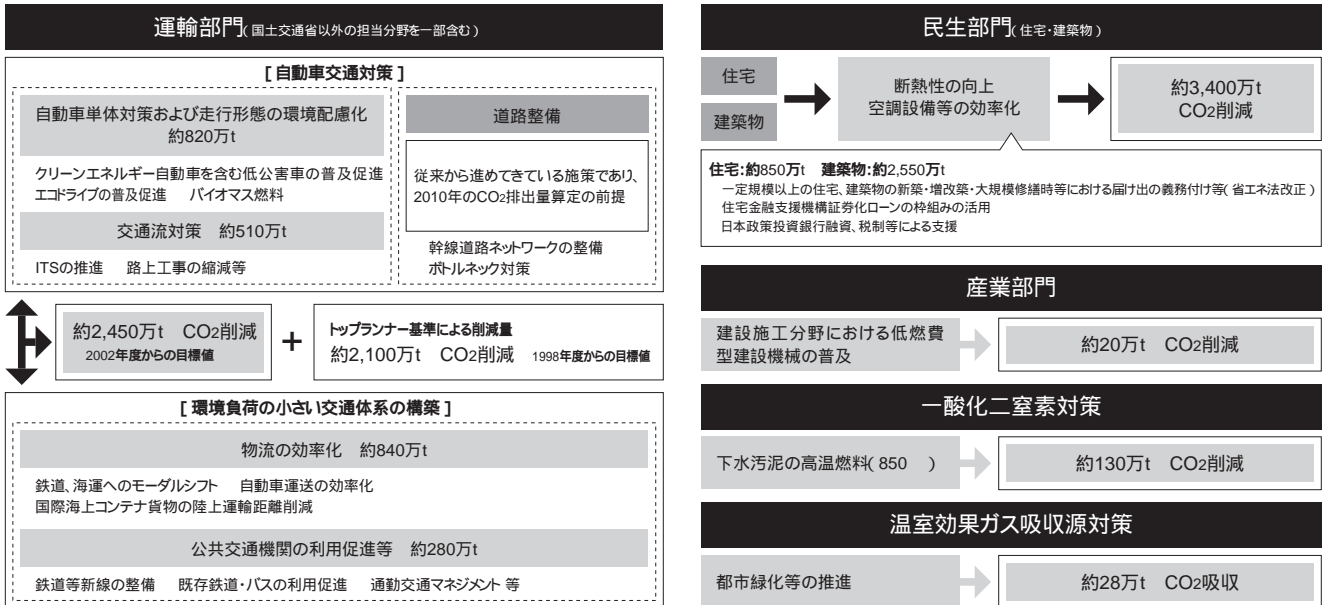 運輸部門(国土交通省以外の担当分野を一部含む)
[自動車交通対策]
自動車単体対策および走行形態の環境配慮化
約820万t
クリーンエネルギー自動車を含む低公害車の普及促進
エコドライブの普及促進　バイオマス燃料
交通流対策　約510万t
ITSの推進　路上工事の縮減等
道路整備
従来から進めてきている施策であり、
2010年のCO2排出量算定の前提
幹線道路ネットワークの整備
ボトルネック対策
約2,450万t　CO2削減
2002年度からの目標値
+
トップランナー基準による削減量
約2,100万t　CO2削減　1998年度からの目標値
[環境負荷の小さい交通体系の構築]
物流の効率化　約840万t
鉄道、海運へのモーダルシフト　自動車運送の効率化
国際海上コンテナ貨物の陸上運輸距離削減
公共交通機関の利用促進等　約280万t
鉄道等新線の整備　既存鉄道・バスの利用促進　通勤交通マネジメント 等
民生部門(住宅・建築物)
住宅
建築物
断熱性の向上
空調設備等の効率化
約3,400万t
CO2削減
住宅:約850万t　建築物:約2,550万t
一定規模以上の住宅、建築物の新築・増改築・大規模修繕時等における届け出の義務付け等(省エネ法改正)
住宅金融支援機構証券化ローンの枠組みの活用
日本政策投資銀行融資、税制等による支援
産業部門
建設施工分野における低燃費
型建設機械の普及
約20万t　CO2削減
一酸化二窒素対策
下水汚泥の高温燃料(850　)
約130万t　CO2削減
温室効果ガス吸収源対策
都市緑化等の推進
約28万t　CO2吸収